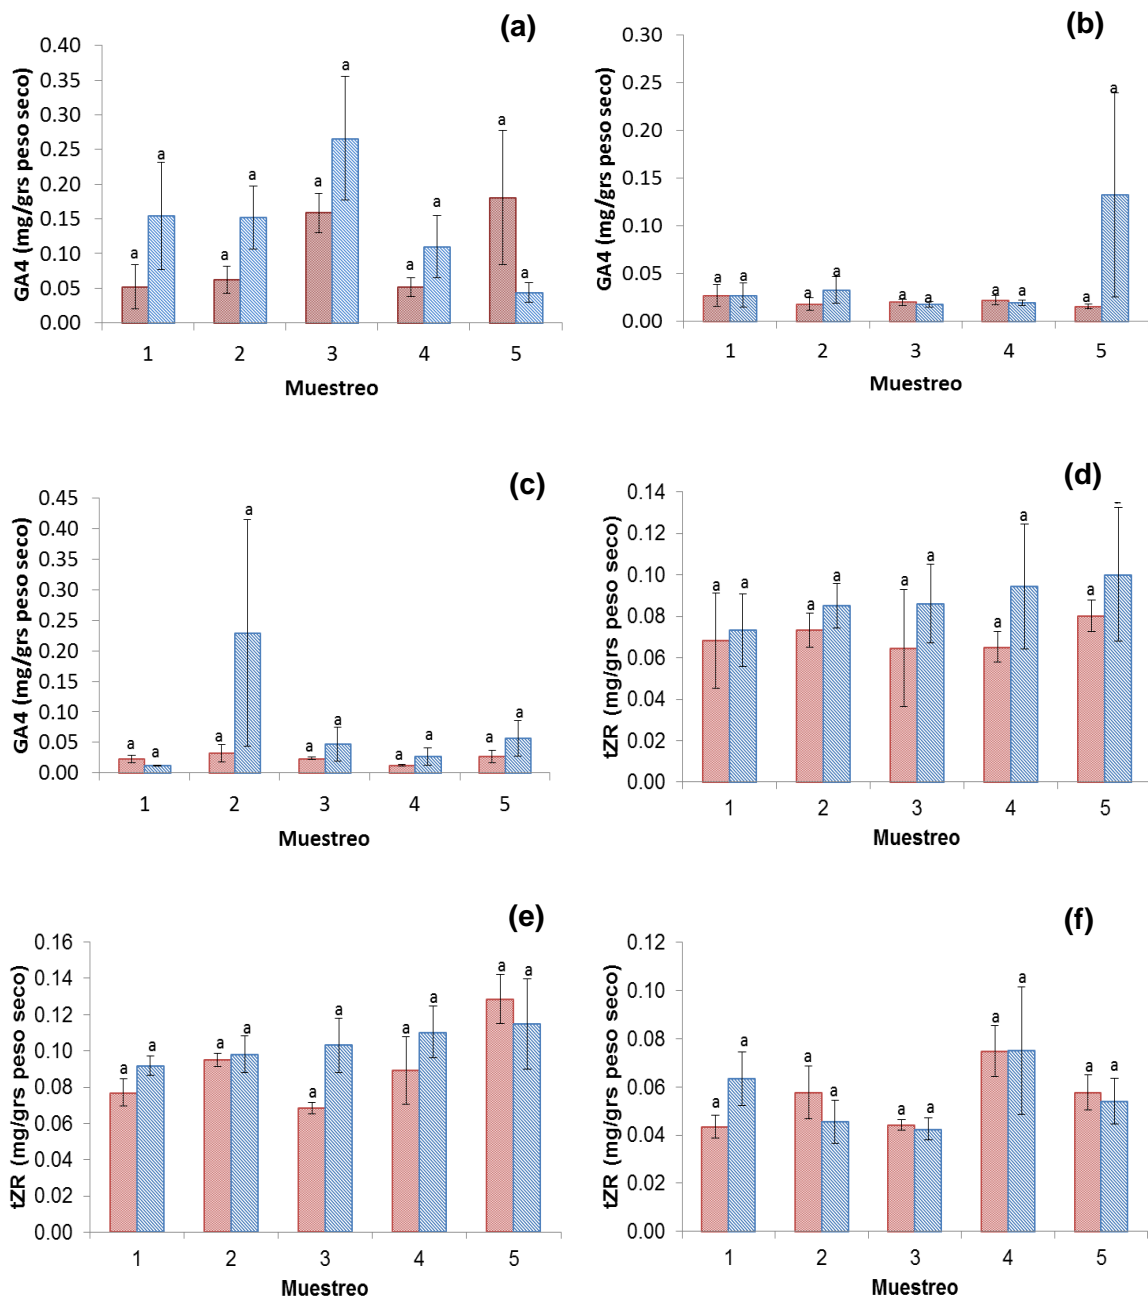 (a)
GA4 (mg/grs peso seco)
0.40
0.35
0.30
0.25
0.20
0.15
0.10
0.05
0.00
a a a a a a a a a a
1 2 3 4 5
Muestreo
(b)
GA4 (mg/grs peso seco)
0.30
0.25
0.20
0.15
0.10
0.05
0.00
a a a a a a a a a a
1 2 3 4 5
Muestreo
(c)
GA4 (mg/grs peso seco)
0.45
0.40
0.35
0.30
0.25
0.20
0.15
0.10
0.05
0.00
a a a a a a a a a a
1 2 3 4 5
Muestreo
(d)
tZR (mg/grs peso seco)
0.14
0.12
0.10
0.08
0.06
0.04
0.02
0.00
a a a a a a a a a a
1 2 3 4 5
Muestreo
(e)
tZR (mg/grs peso seco)
0.16
0.14
0.12
0.10
0.08
0.06
0.04
0.02
0.00
a a a a a a a a a a
1 2 3 4 5
Muestreo
(f)
tZR (mg/grs peso seco)
0.12
0.10
0.08
0.06
0.04
0.02
0.00
a a a a a a a a a a
1 2 3 4 5
Muestreo